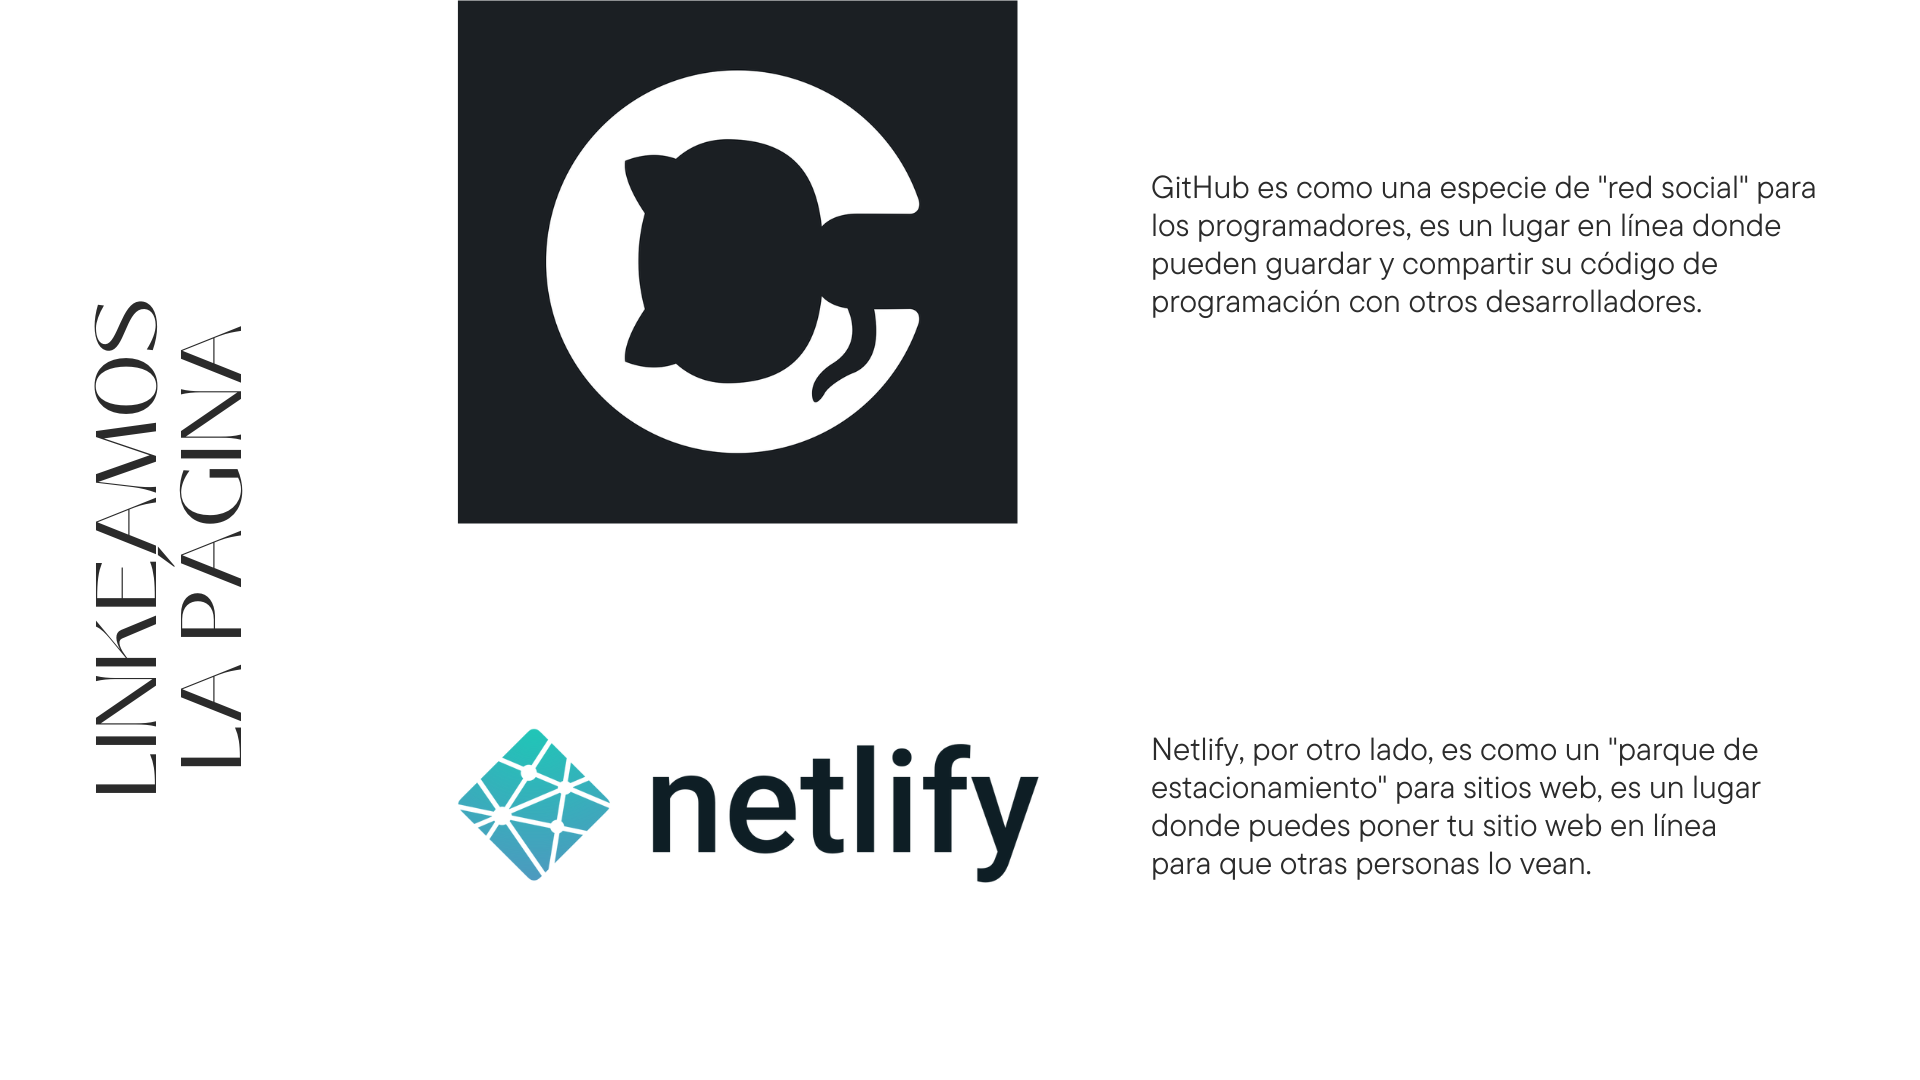 LINKEAMOS
LA PÁGINA
GitHub es como una especie de "red social" para
los programadores, es un lugar en línea donde
pueden guardar y compartir su código de
programación con otros desarrolladores.
netlify
Netlify, por otro lado, es como un "parque de
estacionamiento" para sitios web, es un lugar
donde puedes poner tu sitio web en línea
para que otras personas lo vean.